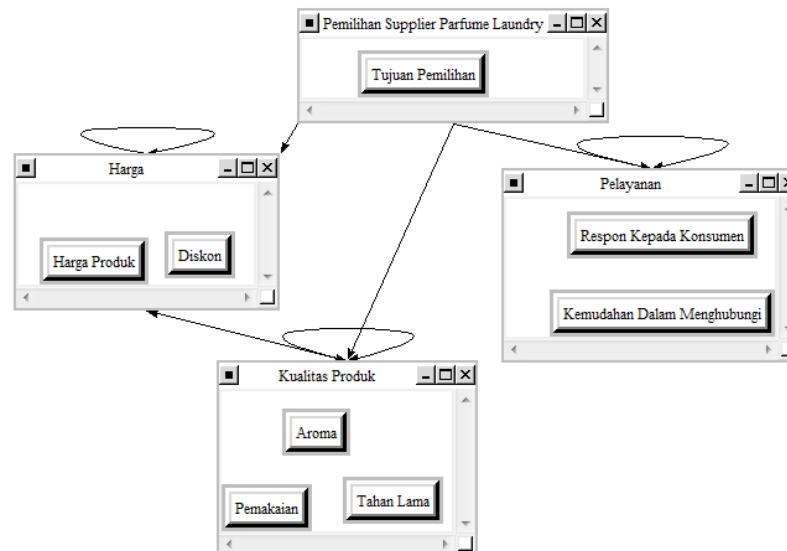 Pemilihan Supplier Parfume Laundry
Tujuan Pemilihan
Harga
Harga Produk
Diskon
Pelayanan
Respon Kepada Konsumen
Kemudahan Dalam Menghubungi
Kualitas Produk
Aroma
Pemakaian
Tahan Lama